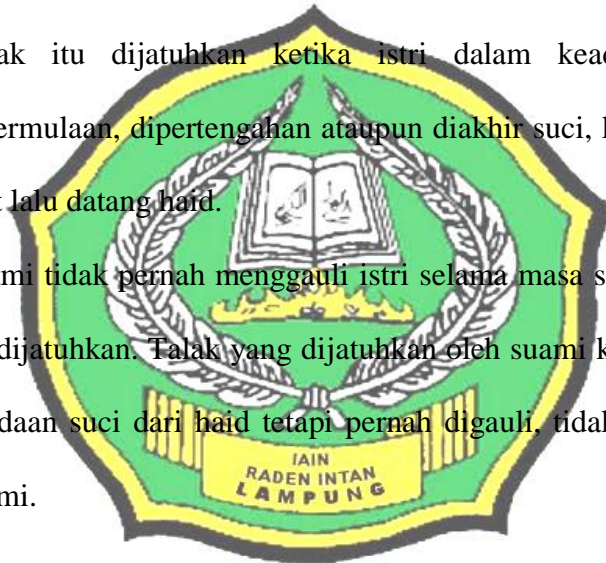 ak itu dijatuhkan ketika istri dalam kea
ermulaan, dipertengahan ataupun diakhir suci,
t lalu datang haid.
mi tidak pernah menggauli istri selama masa s
dijatuhkan. Talak yang dijatuhkan oleh suami k
daan suci dari haid tetapi pernah digauli, tidak
IAIN
RADEN INTAN
LAMPUNG
mi.